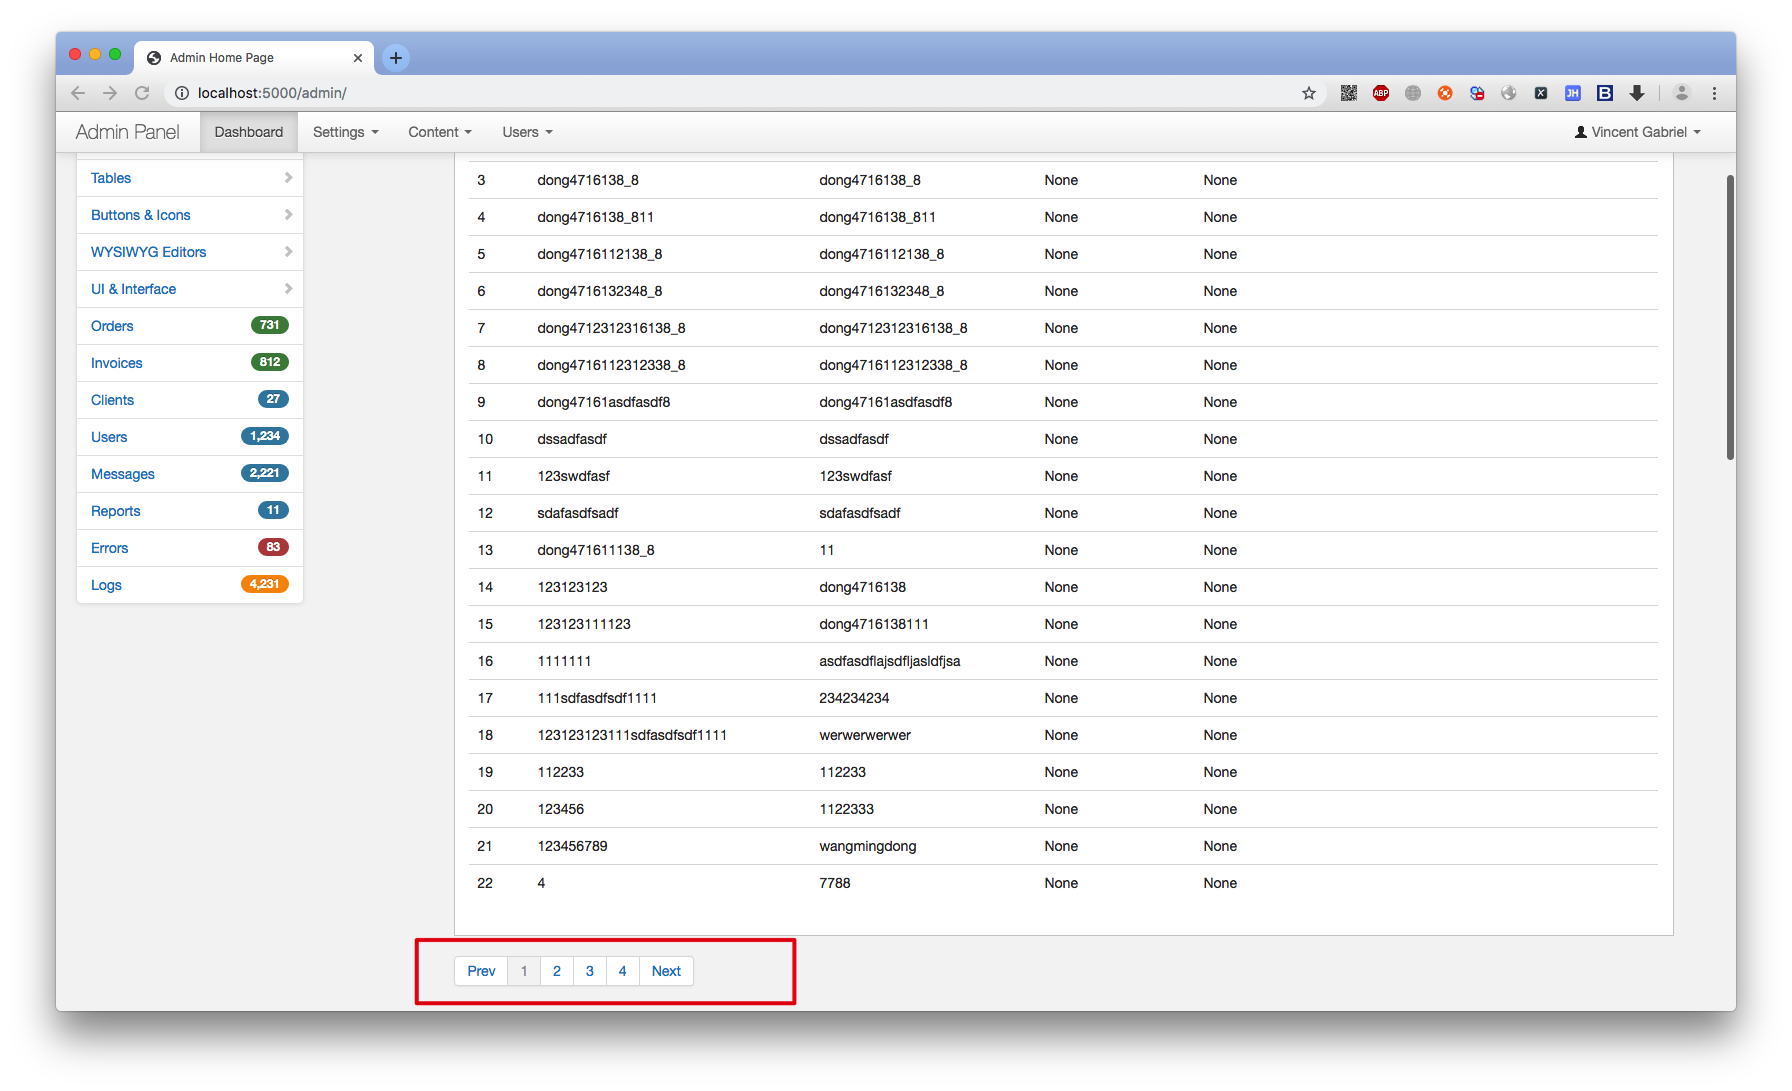 Admin Home Page
localhost:5000/admin/
ABP
X
JH
B
Admin Panel Dashboard Settings Content Users Vincent Gabriel
Tables
Buttons & Icons
WYSIWYG Editors
UI & Interface
Orders 731
Invoices 812
Clients 27
Users 1,234
Messages 2,221
Reports 11
Errors 83
Logs 4,231
3 dong4716138_8 dong4716138_8 None None
4 dong4716138_811 dong4716138_811 None None
5 dong4716112138_8 dong4716112138_8 None None
6 dong4716132348_8 dong4716132348_8 None None
7 dong4712312316138_8 dong4712312316138_8 None None
8 dong4716112312338_8 dong4716112312338_8 None None
9 dong47161asdfasdf8 dong47161asdfasdf8 None None
10 dssadfasdf dssadfasdf None None
11 123swdfasf 123swdfasf None None
12 sdafasdfsadf sdafasdfsadf None None
13 dong471611138_8 11 None None
14 123123123 dong4716138 None None
15 123123111123 dong4716138111 None None
16 1111111 asdfasdflajsdfljasldfjsa None None
17 111sdfasdfsdf1111 234234234 None None
18 123123123111sdfasdfsdf1111 werwerwerwer None None
19 112233 112233 None None
20 123456 1122333 None None
21 123456789 wangmingdong None None
22 4 7788 None None
Prev 1 2 3 4 Next